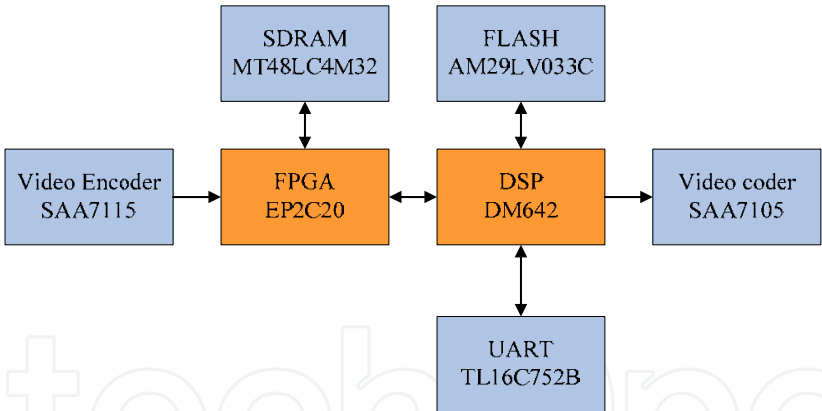 SDRAM
MT48LC4M32
FLASH
AM29LV033C
Video Encoder
SAA7115
FPGA
EP2C20
DSP
DM642
Video coder
SAA7105
UART
TL16C752B